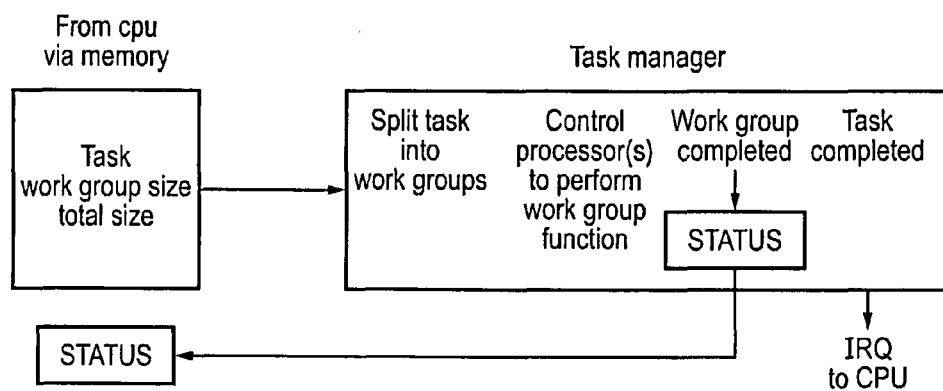 From cpu
via memory
Task
work group size
total size
Task manager
Split task
into
work groups
Control
processor(s)
to perform
work group
function
Work group
completed
STATUS
Task
completed
STATUS
IRQ
to CPU